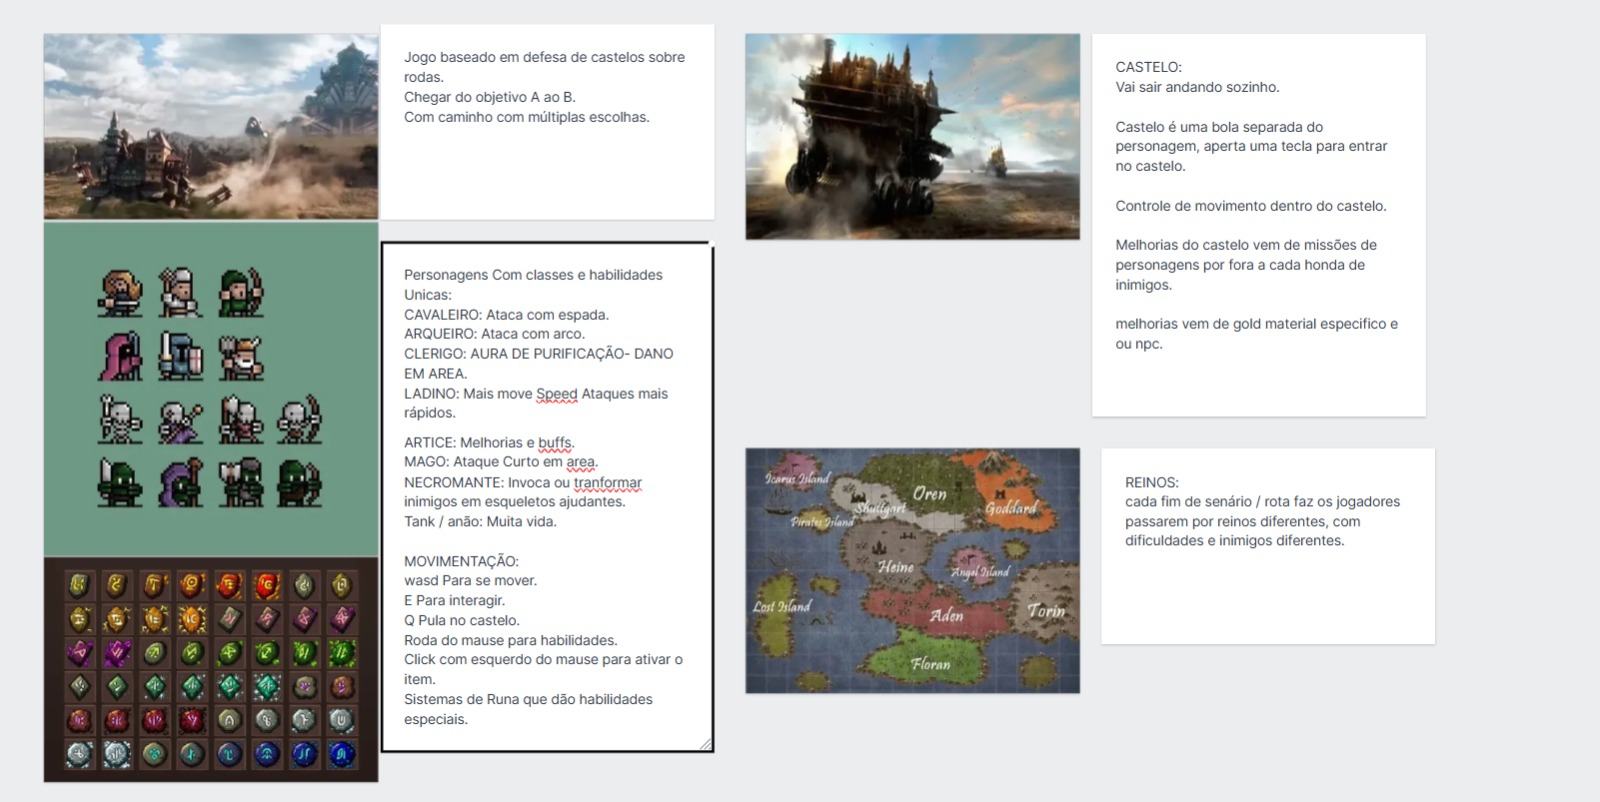 Jogo baseado em defesa de castelos sobre
rodas.
Chegar do objetivo A ao B.
Com caminho com múltiplas escolhas.
Personagens Com classes e habilidades
Unicas:
CAVALEIRO: Ataca com espada.
ARQUEIRO: Ataca com arco.
CLERIGO: AURA DE PURIFICAÇÃO- DANO
EM AREA.
LADINO: Mais move Speed Ataques mais
rápidos.
ARTICE: Melhorias e buffs.
MAGO: Ataque Curto em area.
NECROMANTE: Invoca ou tranformar
inimigos em esqueletos ajudantes.
Tank / anão: Muita vida.
MOVIMENTAÇÃO:
wasd Para se mover.
E Para interagir.
Q Pula no castelo.
Roda do mause para habilidades.
Click com esquerdo do mause para ativar o
item.
Sistemas de Runa que dão habilidades
especiais.
CASTELO:
Vai sair andando sozinho.
Castelo é uma bola separada do
personagem, aperta uma tecla para entrar
no castelo.
Controle de movimento dentro do castelo.
Melhorias do castelo vem de missões de
personagens por fora a cada honda de
inimigos.
melhorias vem de gold material especifico e
ou npc.
Icarus Island
Oren
Shuttgart
Goddard
Pirates Island
Heine
Angel Island
Lost Island
Aden
Torin
Floran
REINOS:
cada fim de senário / rota faz os jogadores
passarem por reinos diferentes, com
dificuldades e inimigos diferentes.